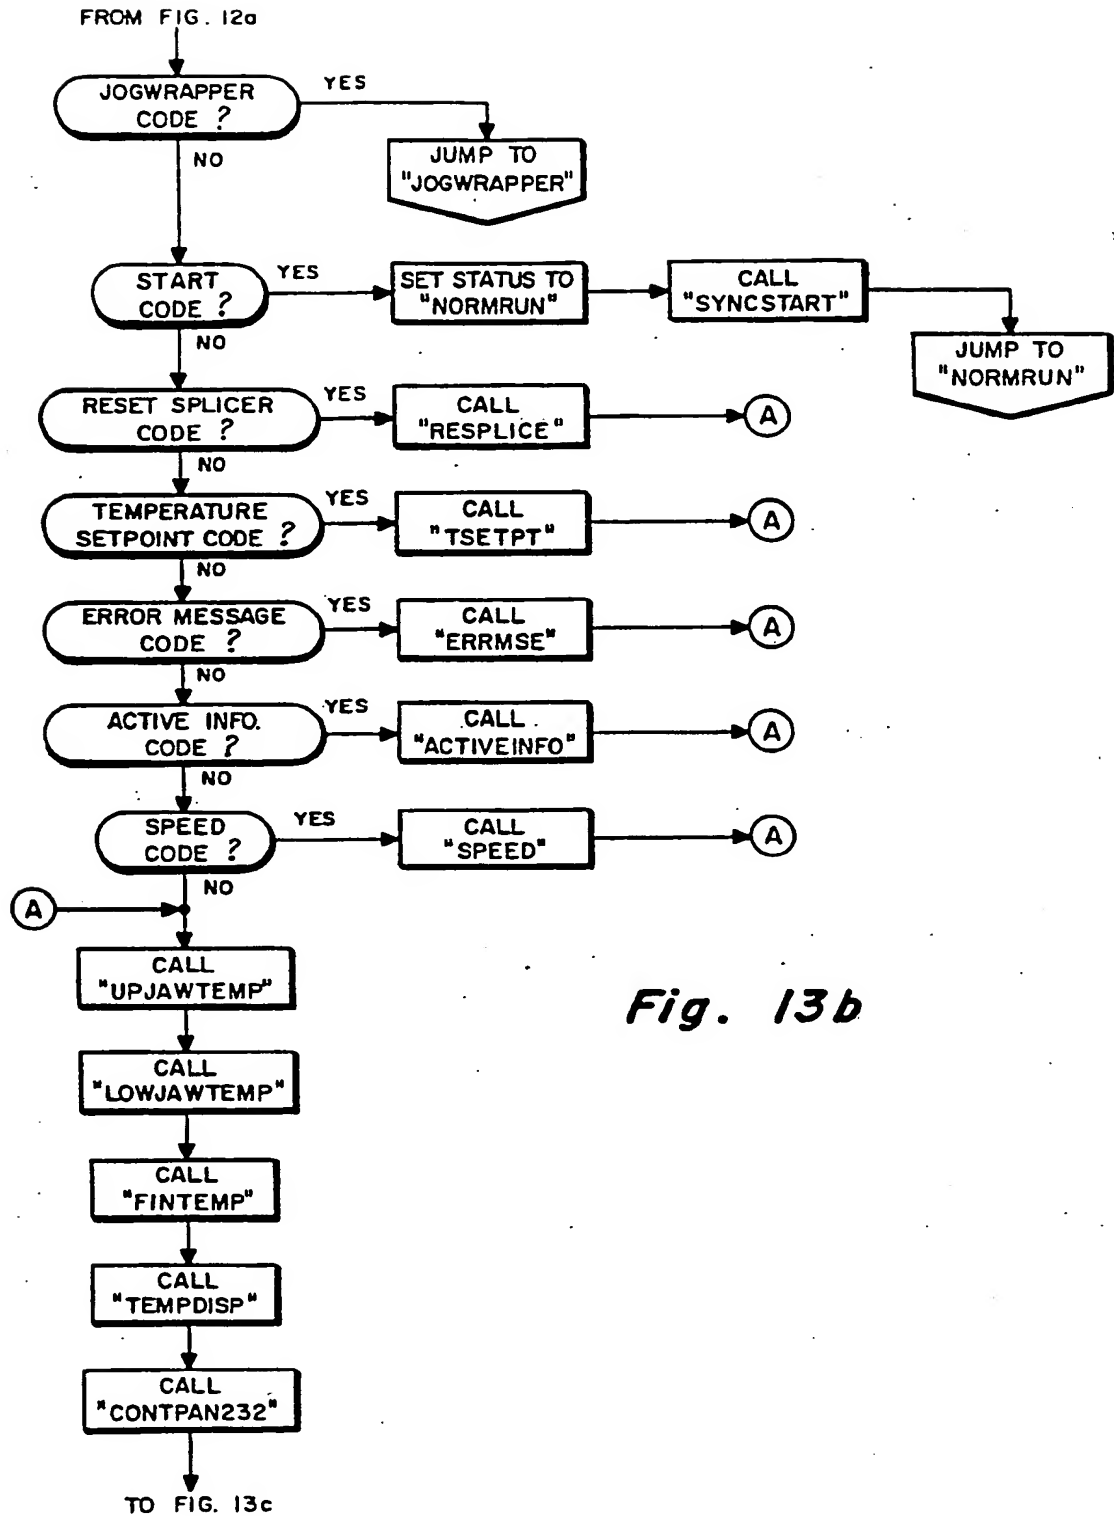 FROM FIG. 12a
JOGWRAPPER
CODE ?
YES
NO
JUMP TO
"JOGWRAPPER"
START
CODE ?
YES
NO
SET STATUS TO
"NORMRUN"
CALL
"SYNCSTART"
JUMP TO
"NORMRUN"
RESET SPLICER
CODE ?
YES
NO
CALL
"RESPLICE"
A
TEMPERATURE
SETPOINT CODE ?
YES
NO
CALL
"TSETPT"
A
ERROR MESSAGE
CODE ?
YES
NO
CALL
"ERRMSE"
A
ACTIVE INFO.
CODE ?
YES
NO
CALL
"ACTIVEINFO"
A
SPEED
CODE ?
YES
NO
CALL
"SPEED"
A
A
CALL
"UPJAWTEMP"
CALL
"LOWJAWTEMP"
CALL
"FINTEMP"
CALL
"TEMPDISP"
CALL
"CONTPAN232"
TO FIG. 13c
Fig. 13b